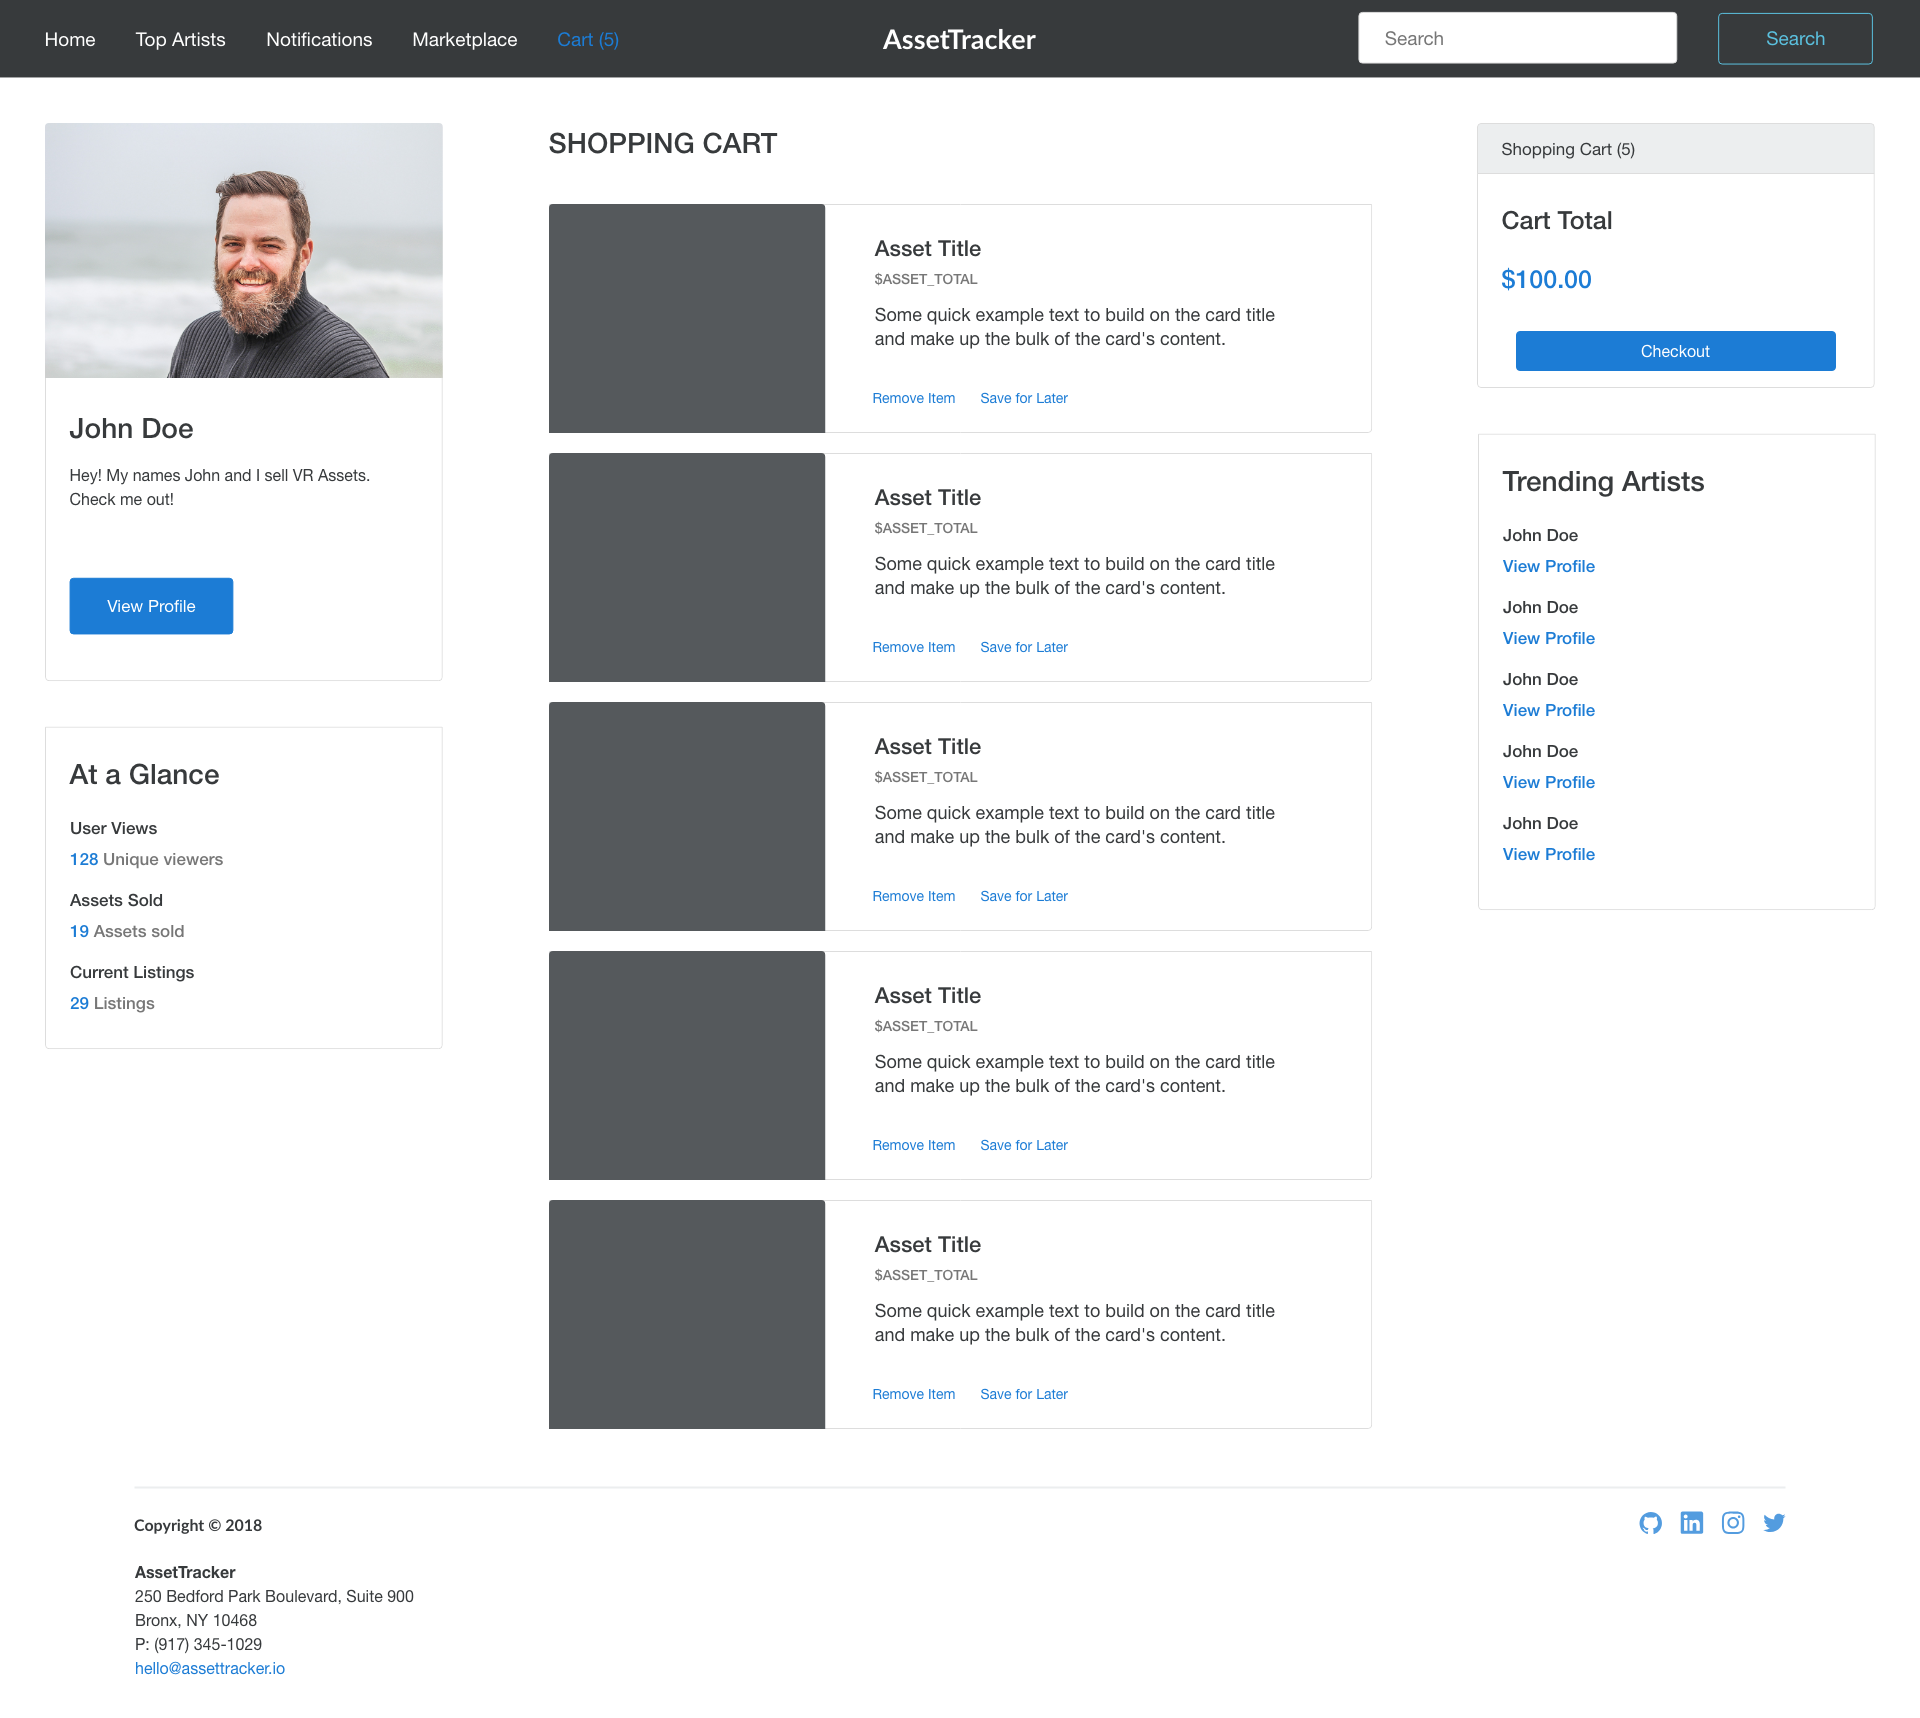 Home
Top Artists
Notifications
Marketplace
Cart (5)
AssetTracker
Search
Search
John Doe
Hey! My names John and I sell VR Assets.
Check me out!
View Profile
At a Glance
User Views
128 Unique viewers
Assets Sold
19 Assets sold
Current Listings
29 Listings
SHOPPING CART
Asset Title
$ASSET_TOTAL
Some quick example text to build on the card title
and make up the bulk of the card's content.
Remove Item
Save for Later
Asset Title
$ASSET_TOTAL
Some quick example text to build on the card title
and make up the bulk of the card's content.
Remove Item
Save for Later
Asset Title
$ASSET_TOTAL
Some quick example text to build on the card title
and make up the bulk of the card's content.
Remove Item
Save for Later
Asset Title
$ASSET_TOTAL
Some quick example text to build on the card title
and make up the bulk of the card's content.
Remove Item
Save for Later
Asset Title
$ASSET_TOTAL
Some quick example text to build on the card title
and make up the bulk of the card's content.
Remove Item
Save for Later
Shopping Cart (5)
Cart Total
$100.00
Checkout
Trending Artists
John Doe
View Profile
John Doe
View Profile
John Doe
View Profile
John Doe
View Profile
John Doe
View Profile
Copyright © 2018
AssetTracker
250 Bedford Park Boulevard, Suite 900
Bronx, NY 10468
P: (917) 345-1029
hello@assettracker.io